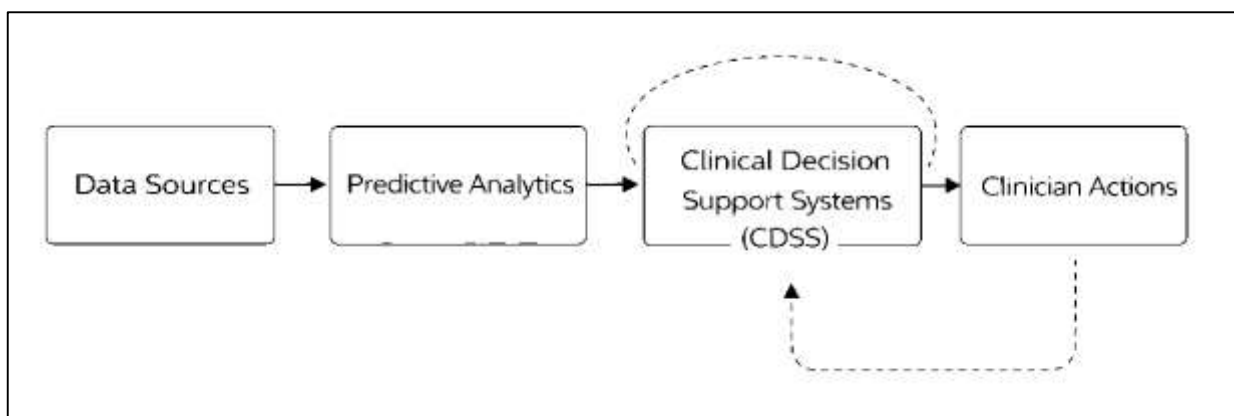 Data Sources
Predictive Analytics
Clinical Decision
Support Systems
(CDSS)
Clinician Actions